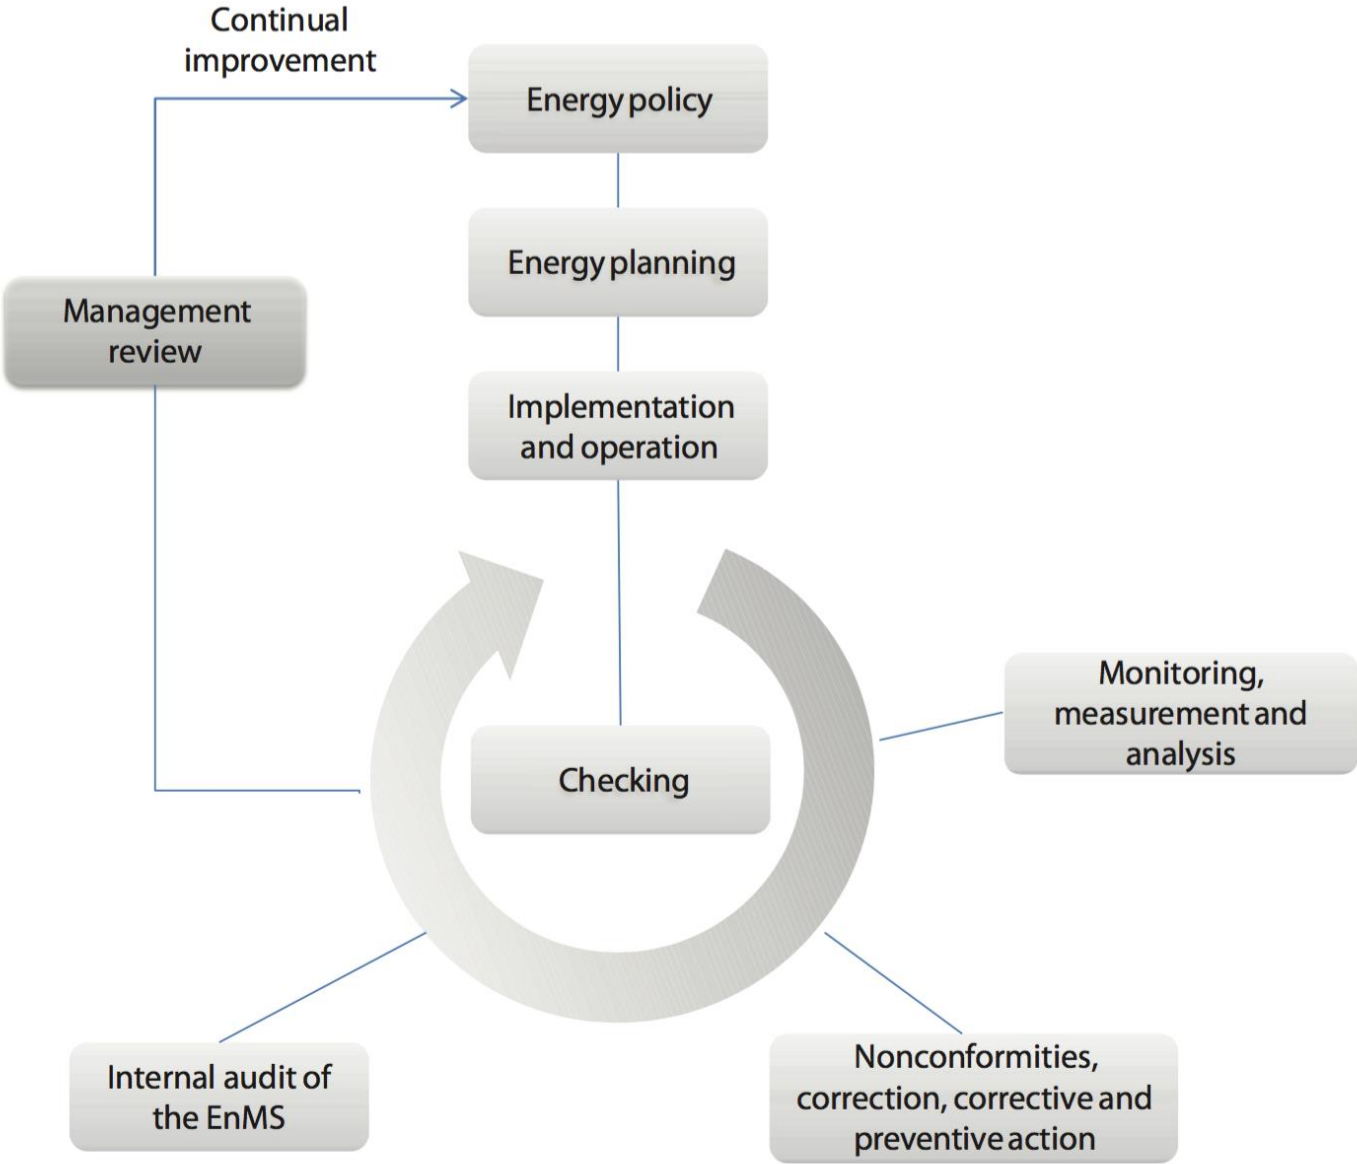 Continual
improvement
Energy policy
Energy planning
Management
review
Implementation
and operation
Monitoring,
measurement and
analysis
Checking
Internal audit of
the EnMS
Nonconformities,
correction, corrective and
preventive action